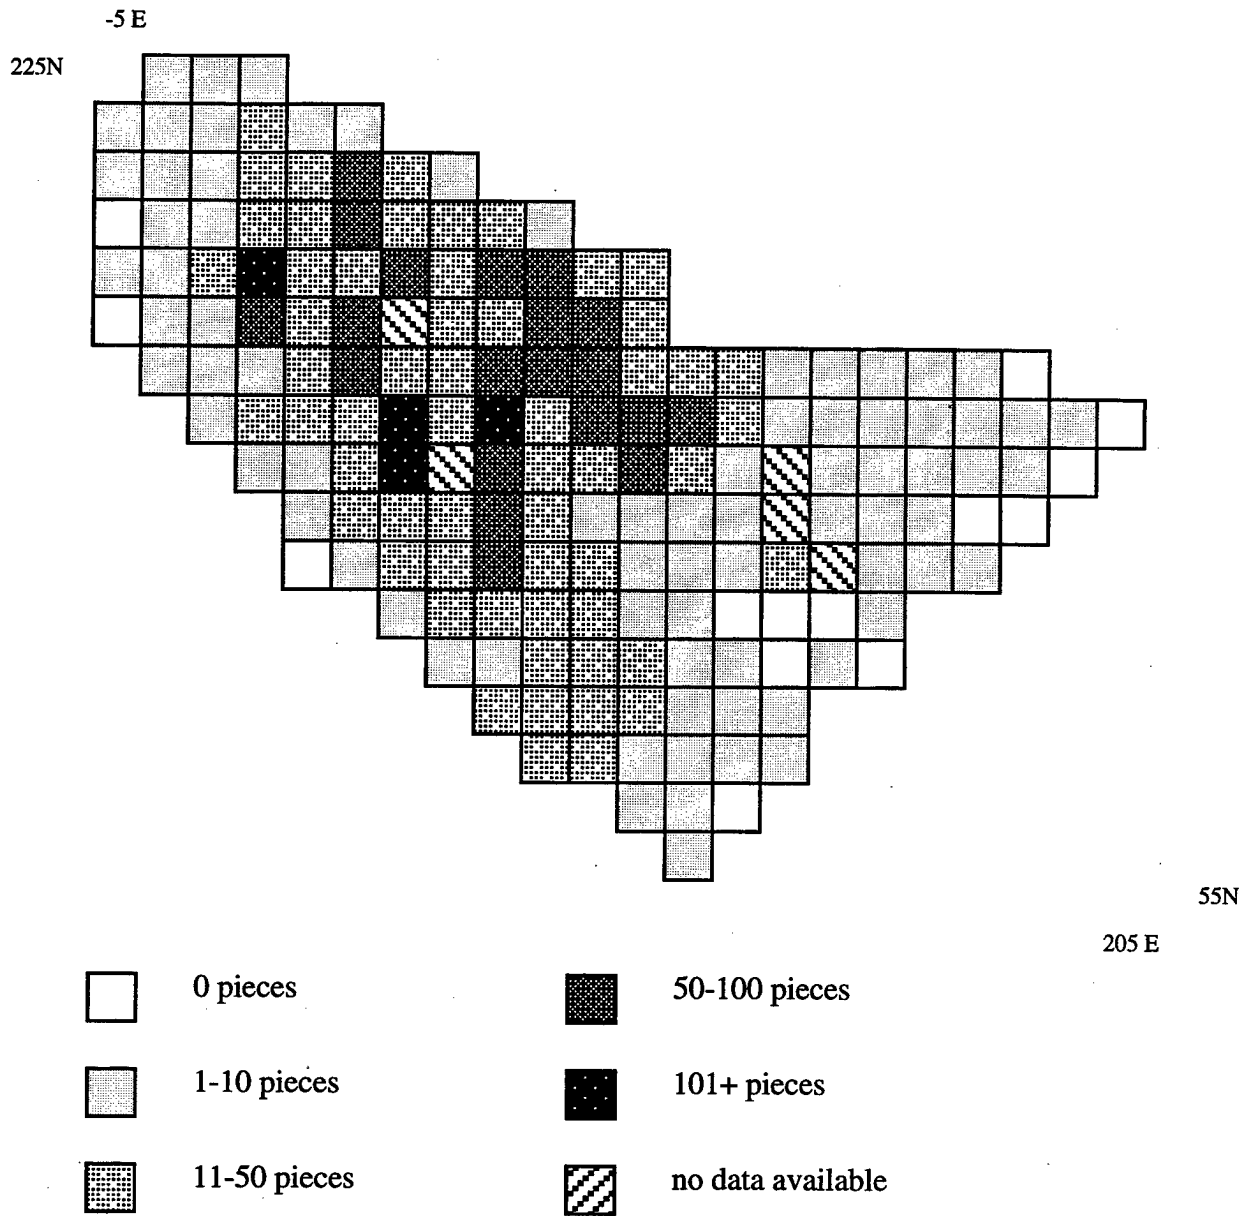 -5 E
225N
55N
205 E
0 pieces
50-100 pieces
1-10 pieces
101+ pieces
11-50 pieces
no data available